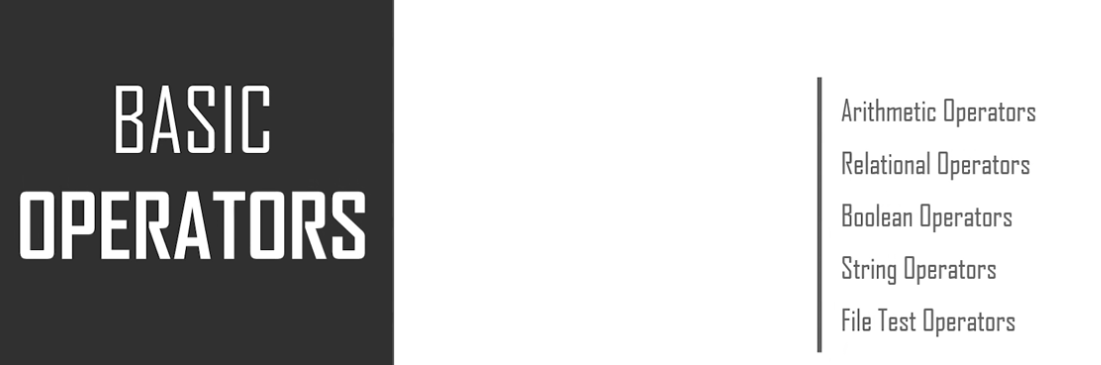 BASIC
OPERATORS
Arithmetic Operators
Relational Operators
Boolean Operators
String Operators
File Test Operators